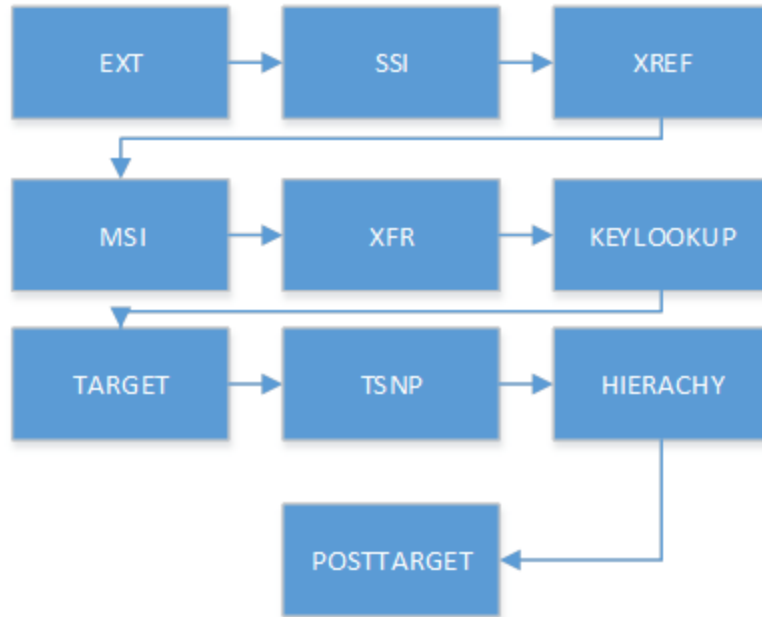 EXT
SSI
XREF
MSI
XFR
KEYLOOKUP
TARGET
TSNP
HIERACHY
POSTTARGET